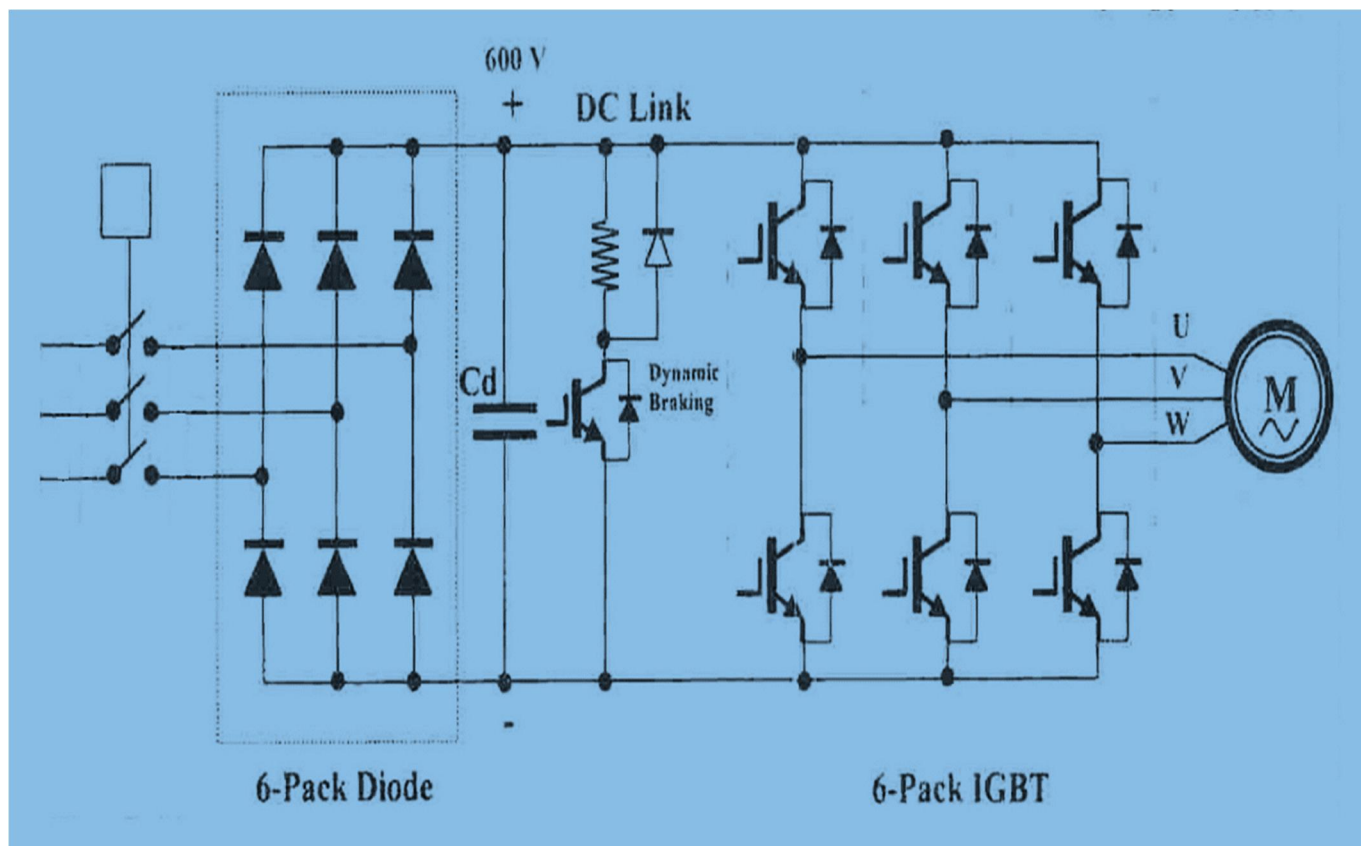 600 V
+
DC Link
Cd
Dynamic
Braking
U
V
W
M
-
6-Pack Diode
6-Pack IGBT